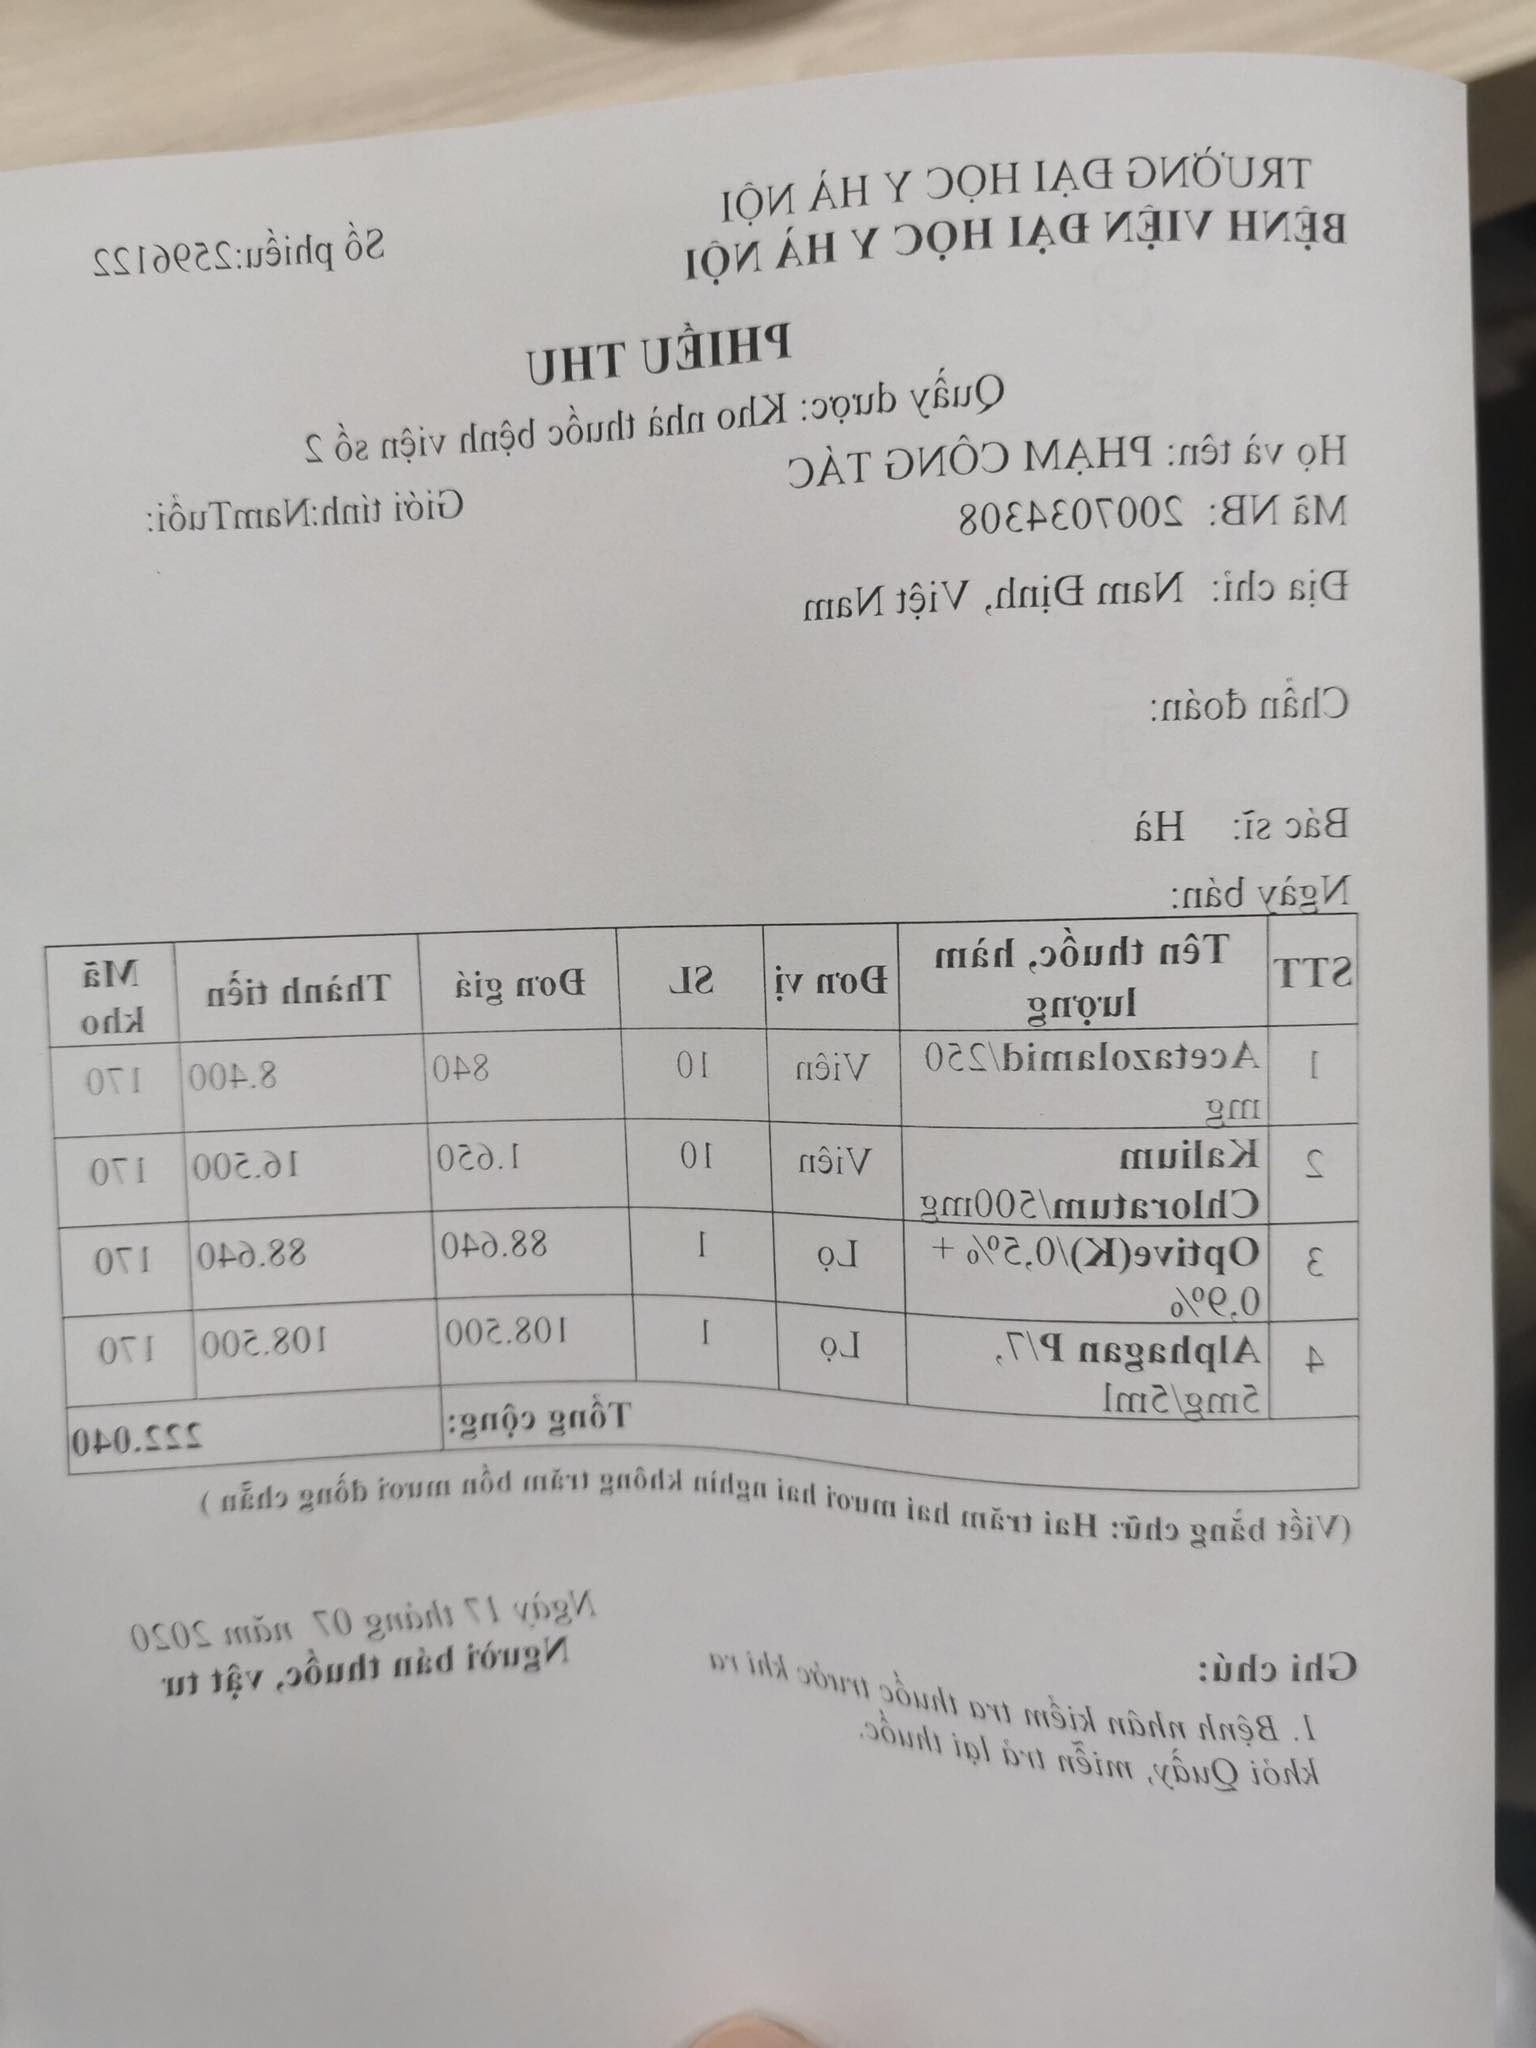 TRƯỜNG ĐẠI HỌC Y HÀ NỘI
BỆNH VIỆN ĐẠI HỌC Y HÀ NỘI
Số phiếu:2596122
PHIẾU THU
Quầy dược: Kho nhà thuốc bệnh viện số 2
Họ và tên: PHẠM CÔNG TÁC
Mã NB: 2007034308 Giới tính:NamTuổi:
Địa chỉ: Nam Định, Việt Nam
Chẩn đoán:
Bác sĩ: Hà
Ngày bán:
STT Tên thuốc, hàm lượng Đơn vị SL Đơn giá Thành tiền Mã kho
1 Acetazolamid/250 mg Viên 10 840 8.400 170
2 Kalium Chloratum/500mg Viên 10 1.650 16.500 170
3 Optive(K)/0,5% + 0,9% Lọ 1 88.640 88.640 170
4 Alphagan P/7, 5mg/5ml Lọ 1 108.500 108.500 170
Tổng cộng: 222.040
(Viết bằng chữ: Hai trăm hai mươi hai nghìn không trăm bốn mươi đồng chẵn )
Ngày 17 tháng 07 năm 2020
Người bán thuốc, vật tư
Ghi chú:
1. Bệnh nhân kiểm tra thuốc trước khi ra
khỏi Quầy, miễn trả lại thuốc.